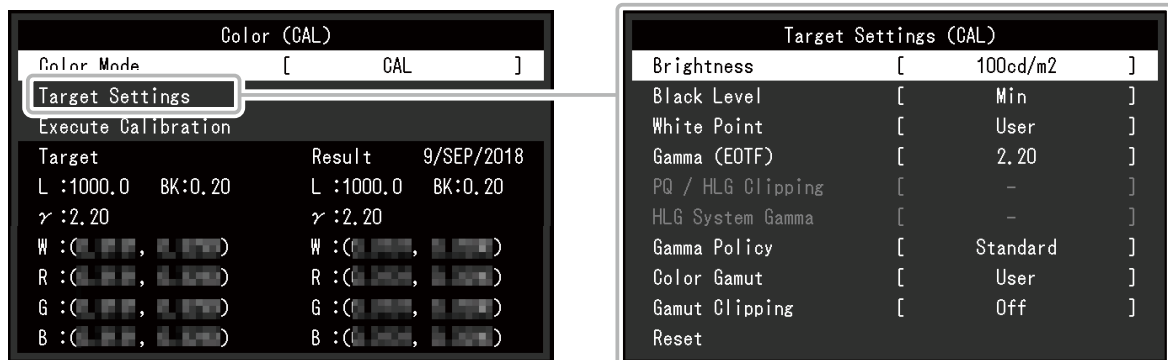 Color (CAL)
Color Mode [ CAL ]
Target Settings
Execute Calibration
Target Result 9/SEP/2018
L :1000.0 BK:0.20 L :1000.0 BK:0.20
γ :2.20 γ :2.20
W :( , ) W :( , )
R :( , ) R :( , )
G :( , ) G :( , )
B :( , ) B :( , )
Target Settings (CAL)
Brightness [ 100cd/m2 ]
Black Level [ Min ]
White Point [ User ]
Gamma (EOTF) [ 2.20 ]
PQ / HLG Clipping [ - ]
HLG System Gamma [ - ]
Gamma Policy [ Standard ]
Color Gamut [ User ]
Gamut Clipping [ Off ]
Reset